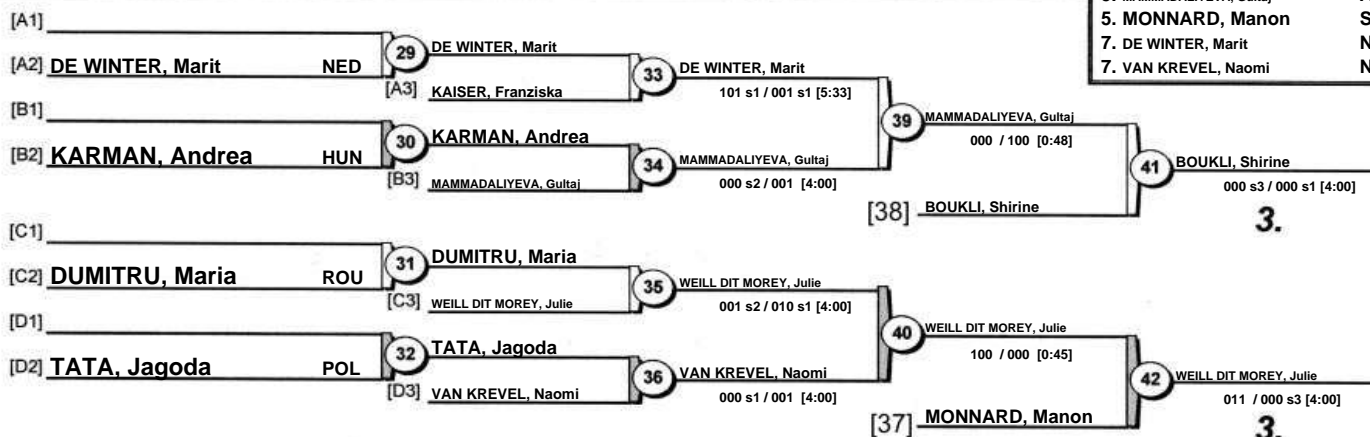 5. MONNARD, Manon S
7. DE WINTER, Marit N
7. VAN KREVEL, Naomi N
[A1]
[A2] DE WINTER, Marit NED
29
DE WINTER, Marit
[A3] KAISER, Franziska
33
DE WINTER, Marit
101 s1 / 001 s1 [5:33]
[B1]
[B2] KARMAN, Andrea HUN
30
KARMAN, Andrea
[B3] MAMMADALIYEVA, Gultaj
34
MAMMADALIYEVA, Gultaj
000 s2 / 001 [4:00]
39
MAMMADALIYEVA, Gultaj
000 / 100 [0:48]
[38] BOUKLI, Shirine
41
BOUKLI, Shirine
000 s3 / 000 s1 [4:00]
3.
[C1]
[C2] DUMITRU, Maria ROU
31
DUMITRU, Maria
[C3] WEILL DIT MOREY, Julie
35
WEILL DIT MOREY, Julie
001 s2 / 010 s1 [4:00]
[D1]
[D2] TATA, Jagoda POL
32
TATA, Jagoda
[D3] VAN KREVEL, Naomi
36
VAN KREVEL, Naomi
000 s1 / 001 [4:00]
40
WEILL DIT MOREY, Julie
100 / 000 [0:45]
[37] MONNARD, Manon
42
WEILL DIT MOREY, Julie
011 / 000 s3 [4:00]
3.